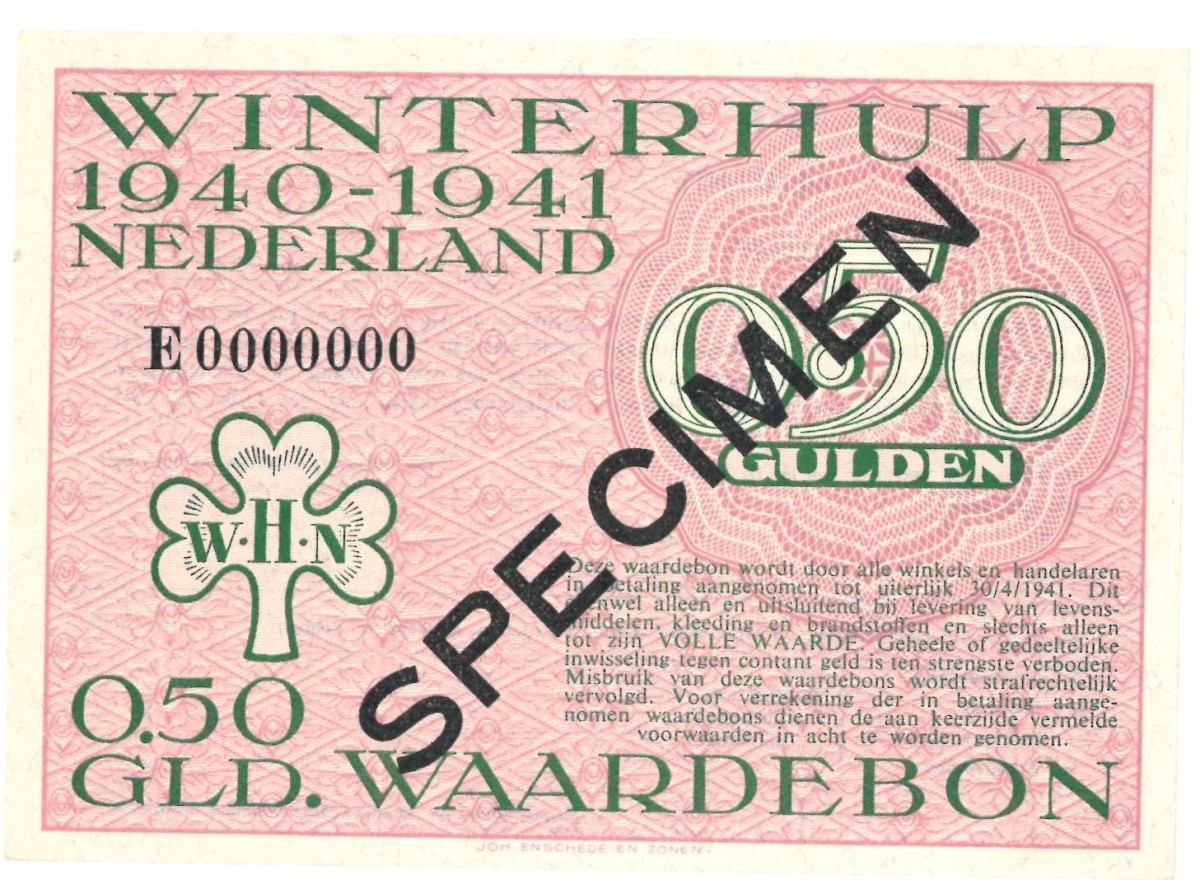 WINTERHULP
1940-1941
NEDERLAND
E 0000000
0,50
GULDEN
W·H·N
SPECIMEN
Deze waardebon wordt door alle winkels en handelaren
in betaling aangenomen tot uiterlijk 30/4/1941. Dit
evenwel alleen en uitsluitend bij levering van levens-
middelen, kleeding en brandstoffen en slechts alleen
tot zijn VOLLE WAARDE. Geheele of gedeeltelijke
inwisseling tegen contant geld is ten strengste verboden.
Misbruik van deze waardebons wordt strafrechtelijk
vervolgd. Voor verrekening der in betaling aange-
nomen waardebons dienen de aan keerzijde vermelde
voorwaarden in acht te worden genomen.
0.50
GLD. WAARDEBON
JOH ENSCHEDÉ EN ZONEN-